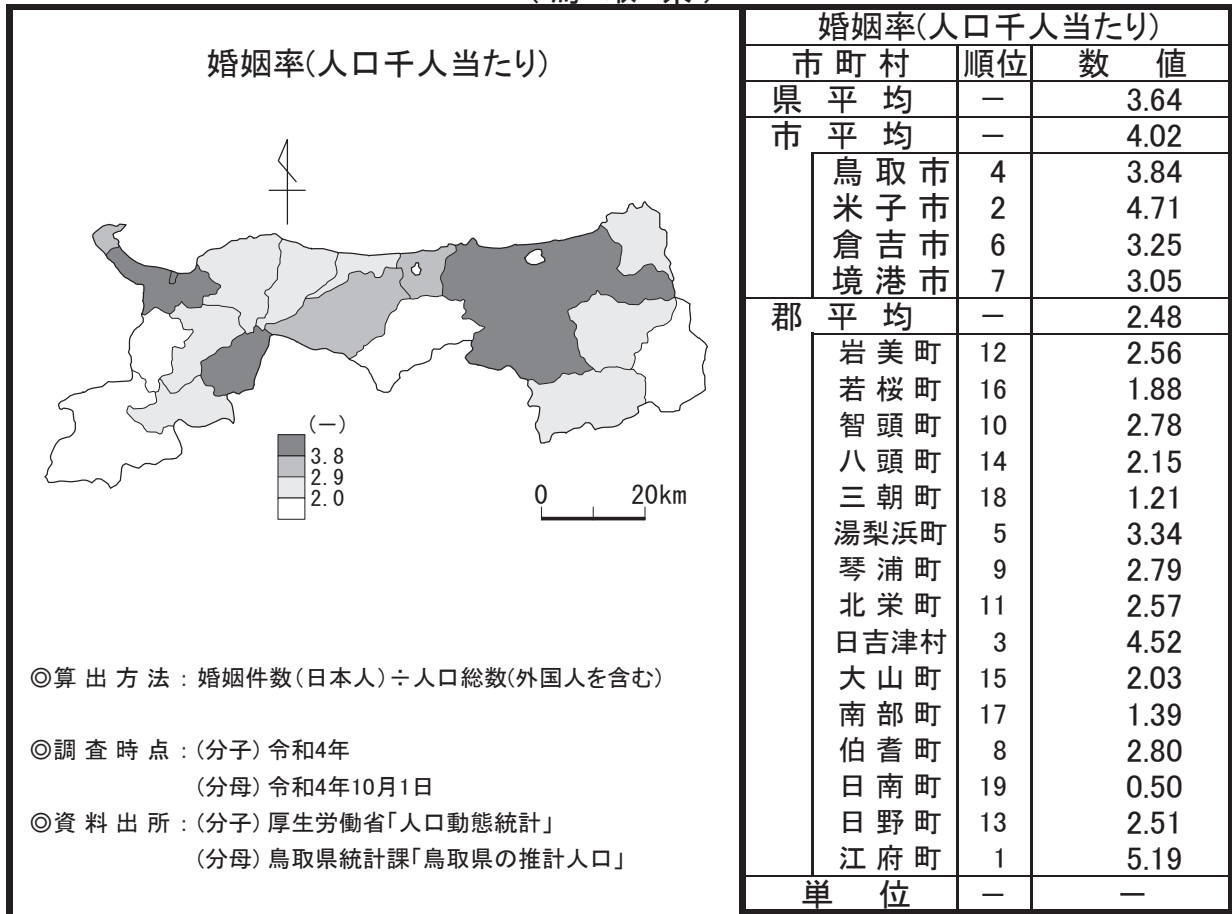 婚姻率(人口千人当たり)
(－)
3.8
2.9
2.0
0 20km
◎算出方法：婚姻件数(日本人)÷人口総数(外国人を含む)
◎調査時点：(分子)令和4年
(分母)令和4年10月1日
◎資料出所：(分子)厚生労働省「人口動態統計」
(分母)鳥取県統計課「鳥取県の推計人口」
婚姻率(人口千人当たり)
市町村 順位 数値
県平均 － 3.64
市平均 － 4.02
鳥取市 4 3.84
米子市 2 4.71
倉吉市 6 3.25
境港市 7 3.05
郡平均 － 2.48
岩美町 12 2.56
若桜町 16 1.88
智頭町 10 2.78
八頭町 14 2.15
三朝町 18 1.21
湯梨浜町 5 3.34
琴浦町 9 2.79
北栄町 11 2.57
日吉津村 3 4.52
大山町 15 2.03
南部町 17 1.39
伯耆町 8 2.80
日南町 19 0.50
日野町 13 2.51
江府町 1 5.19
単位 － －